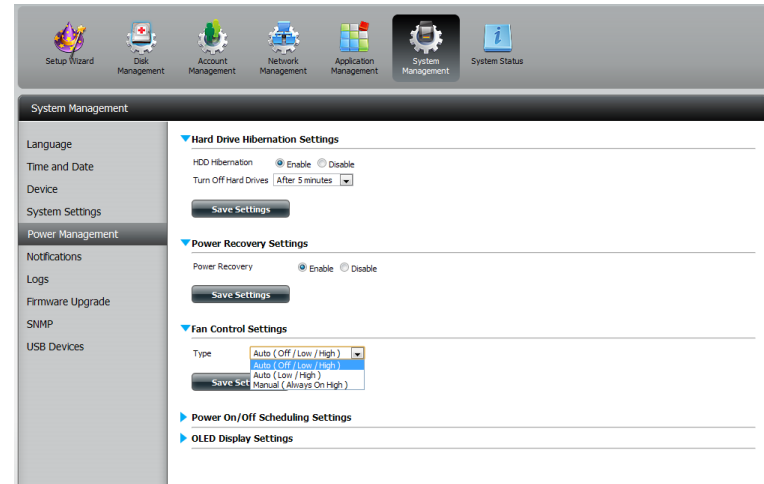 Setup Wizard
Disk Management
Account Management
Network Management
Application Management
System Management
System Status
System Management
Language
Time and Date
Device
System Settings
Power Management
Notifications
Logs
Firmware Upgrade
SNMP
USB Devices
Hard Drive Hibernation Settings
HDD Hibernation Enable Disable
Turn Off Hard Drives After 5 minutes
Save Settings
Power Recovery Settings
Power Recovery Enable Disable
Save Settings
Fan Control Settings
Type Auto ( Off / Low / High )
Auto ( Off / Low / High )
Auto ( Low / High )
Manual ( Always On High )
Save Set
Power On/Off Scheduling Settings
OLED Display Settings